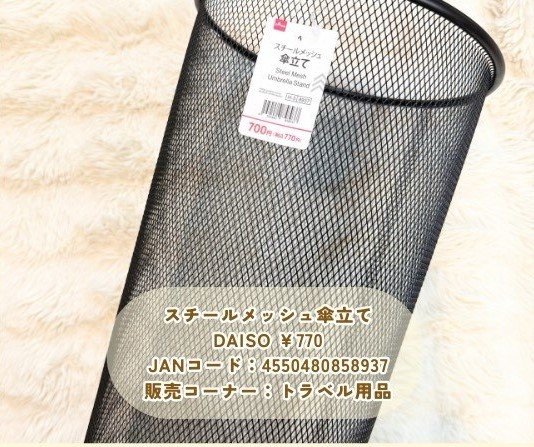 DAISO
スチールメッシュ
傘立て
Steel Mesh
Umbrella Stand
700円(税込770円)
スチールメッシュ傘立て
DAISO ¥770
JANコード：4550480858937
販売コーナー：トラベル用品